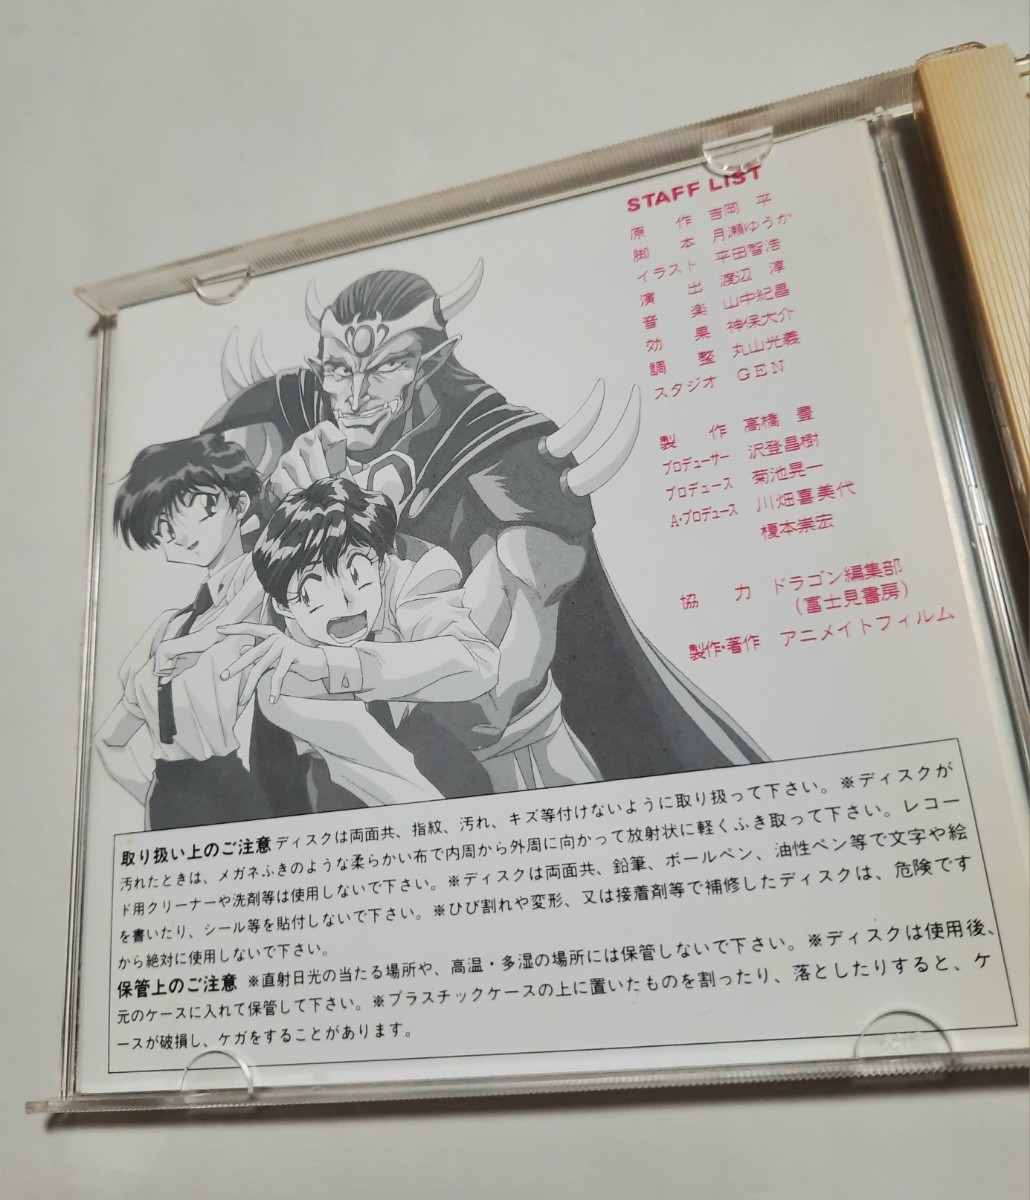 STAFF LIST
原　作　吉岡　平
脚　本　月瀬ゆうか
イラスト　平田智浩
演　出　渡辺　淳
音　楽　山中紀昌
効　果　神保大介
調　整　丸山光義
スタジオ　GEN
製　作　高橋　豊
プロデューサー　沢登昌樹
プロデュース　菊池晃一
A・プロデュース　川畑喜美代
榎本崇宏
協　力　ドラゴン編集部
（富士見書房）
製作・著作　アニメイトフィルム
取り扱い上のご注意 ディスクは両面共、指紋、汚れ、キズ等付けないように取り扱って下さい。※ディスクが
汚れたときは、メガネふきのような柔らかい布で内周から外周に向かって放射状に軽くふき取って下さい。レコー
ド用クリーナーや洗剤等は使用しないで下さい。※ディスクは両面共、鉛筆、ボールペン、油性ペン等で文字や絵
を書いたり、シール等を貼付しないで下さい。※ひび割れや変形、又は接着剤等で補修したディスクは、危険です
から絶対に使用しないで下さい。
保管上のご注意 ※直射日光の当たる場所や、高温・多湿の場所には保管しないで下さい。※ディスクは使用後、
元のケースに入れて保管して下さい。※プラスチックケースの上に置いたものを割ったり、落としたりすると、ケ
ースが破損し、ケガをすることがあります。